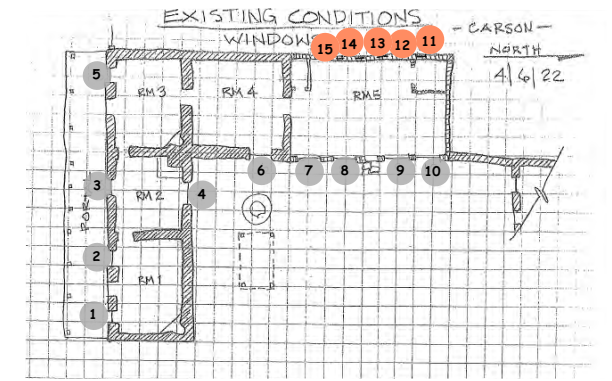 EXISTING CONDITIONS
WINDOWS
- CARSON -
NORTH
4/6/22
15 14 13 12 11
5
RM 3
RM 4
RM 5
6 7 8 9 10
3
RM 2
4
2
RM 1
1